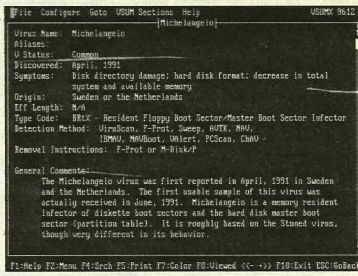 File Configure Goto VSUM Sections Help VSUMX 9612
Michelangelo
Virus Name: Michelangelo
Aliases:
V Status: Common
Discovered: April, 1991
Symptoms: Disk directory damage; hard disk format; decrease in total
system and available memory
Origin: Sweden or the Netherlands
Eff Length: N/A
Type Code: BRtX - Resident Floppy Boot Sector/Master Boot Sector Infector
Detection Method: ViruScan, F-Prot, Sweep, AVTK, NAV,
IBMAV, NAVBoot, VAlert, PCScan, ChAV
Removal Instructions: F-Prot or M-Disk/P
General Comments:
The Michelangelo virus was first reported in April, 1991 in Sweden
and the Netherlands. The first usable sample of this virus was
actually received in June, 1991. Michelangelo is a memory resident
infector of diskette boot sectors and the hard disk master boot
sector (partition table). It is roughly based on the Stoned virus,
though very different in its behavior.
F1:Help F2:Menu F4:Srch F5:Print F7:Color F8:Viewed <<- ->> F10:Exit ESC:GoBack